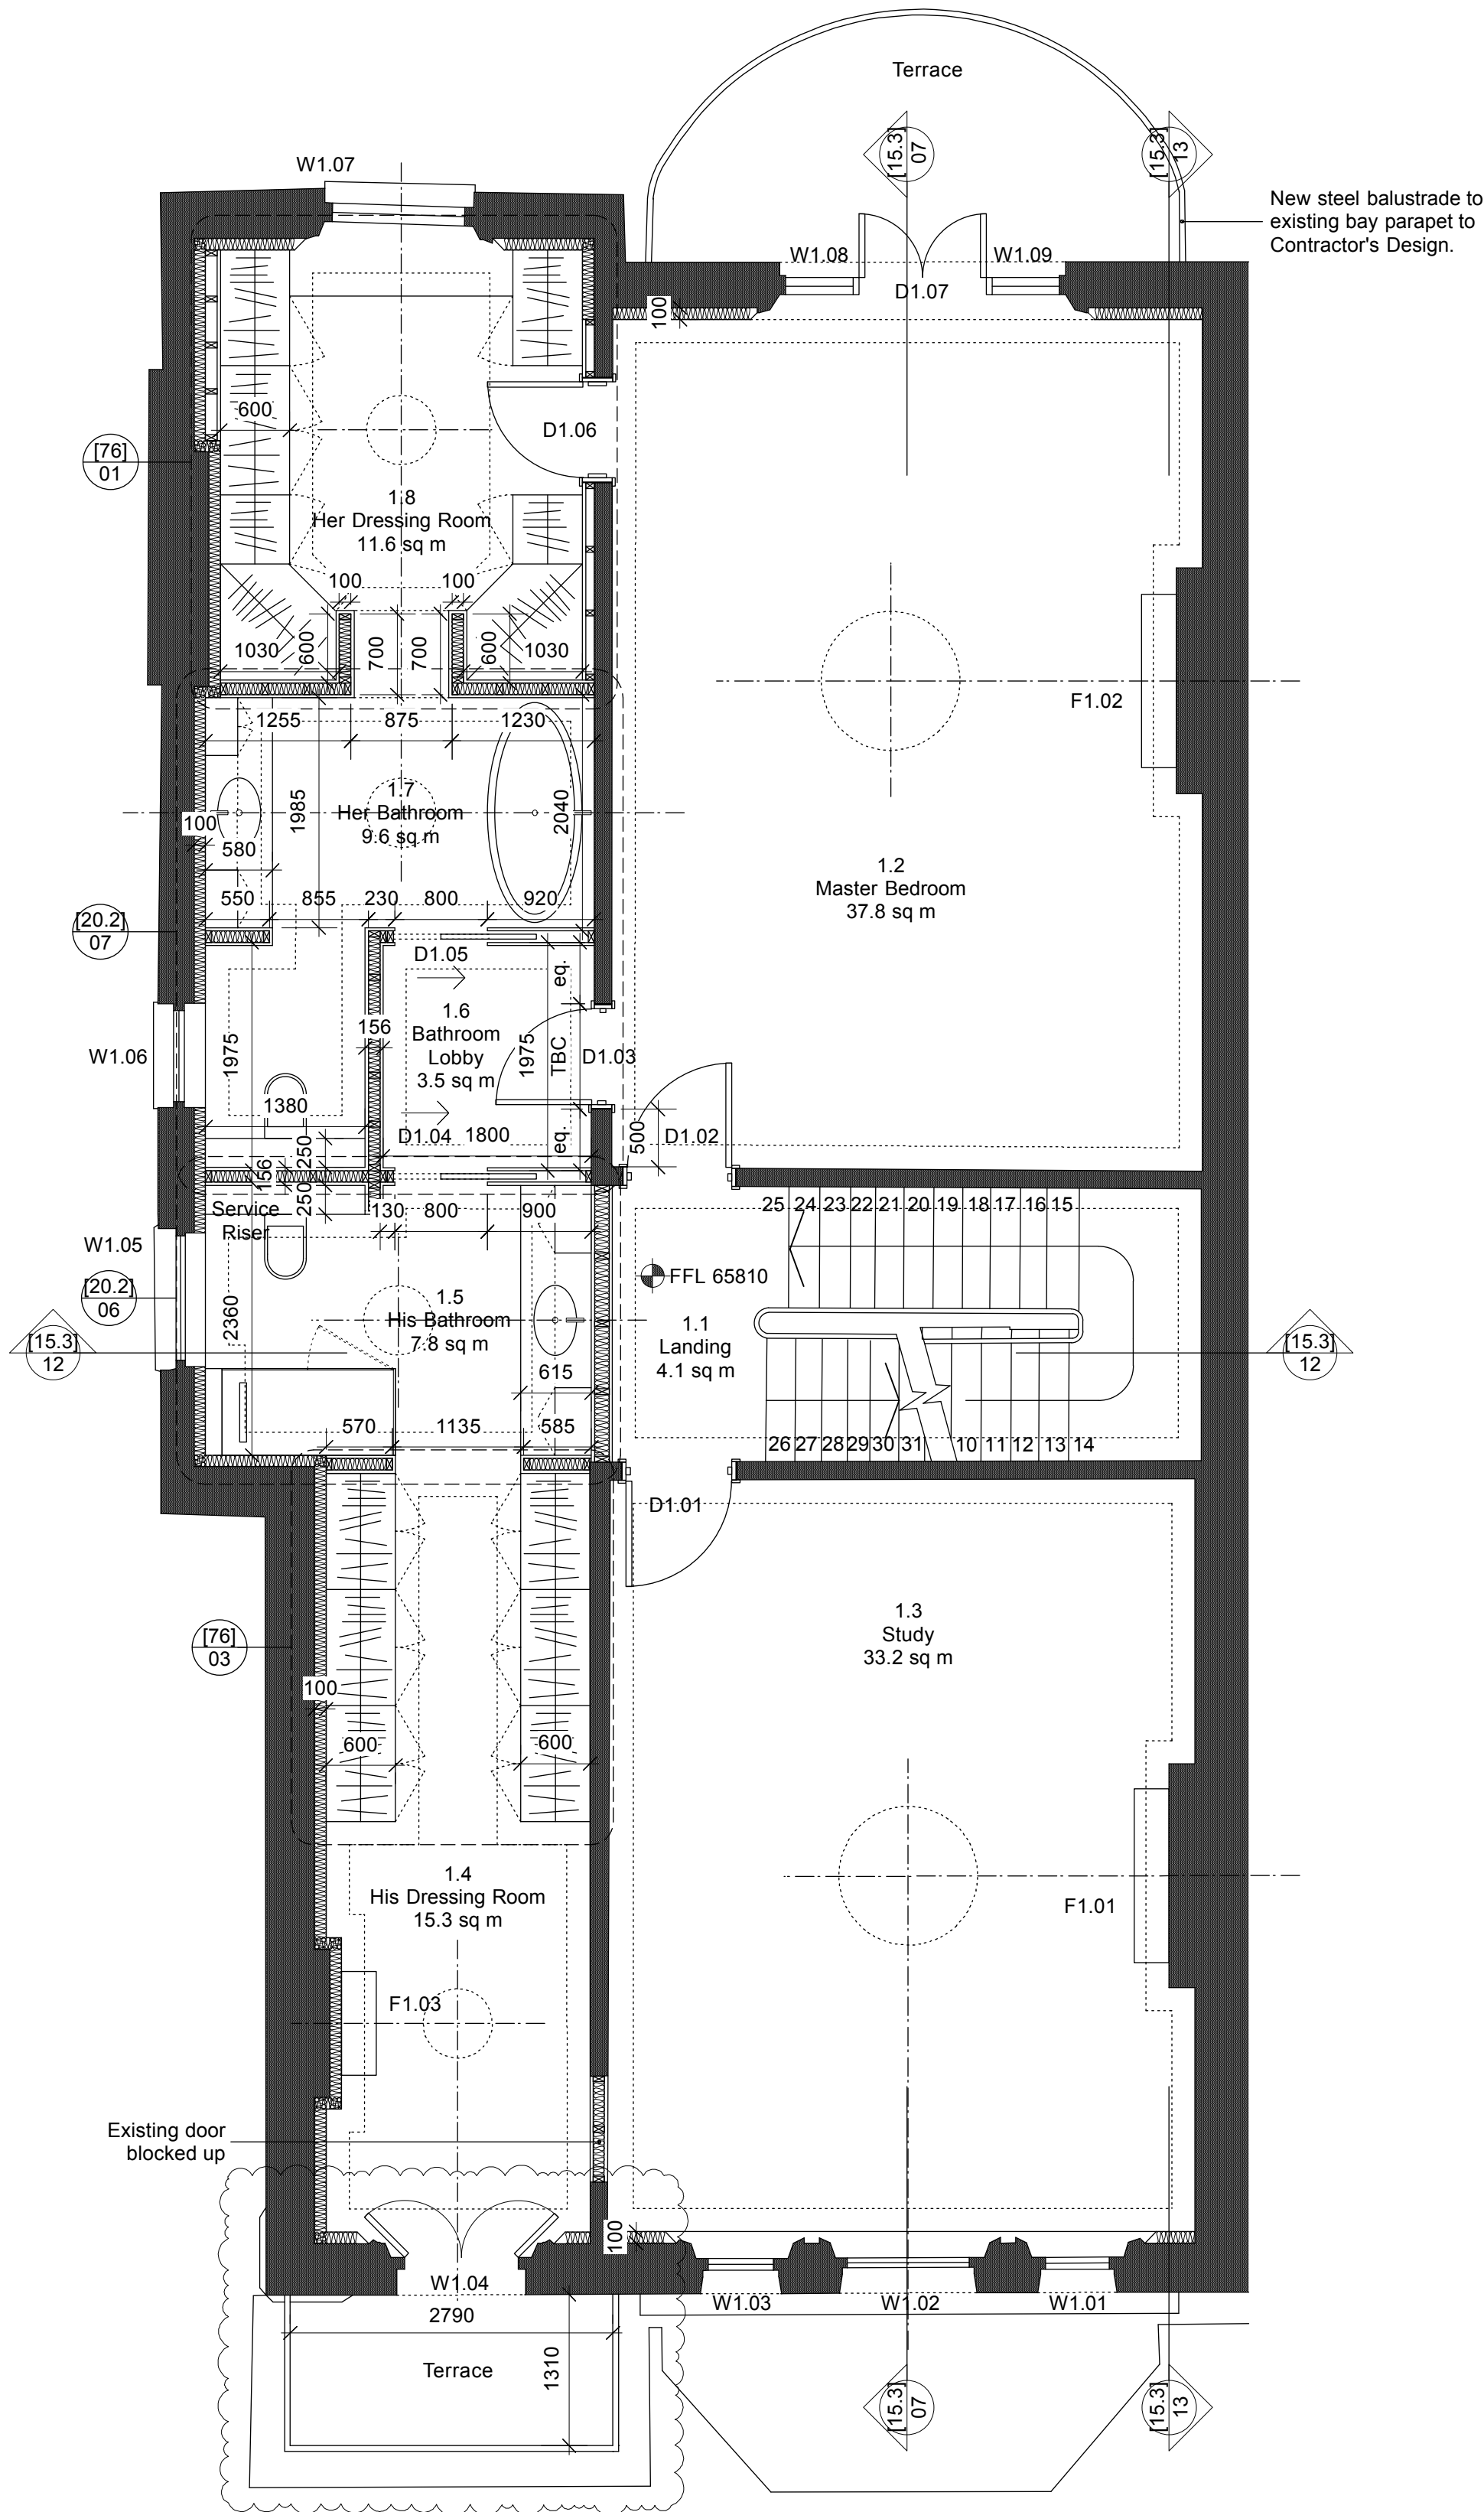 Terrace
[15.3]
07
[15.3]
13
New steel balustrade to
existing bay parapet to
Contractor's Design.
W1.07
W1.08
W1.09
D1.07
100
600
D1.06
[76]
01
1.8
Her Dressing Room
11.6 sq m
100
100
1030
600
700
700
600
1030
F1.02
1255
875
1230
1.7
Her Bathroom
9.6 sq m
1985
2040
100
580
1.2
Master Bedroom
37.8 sq m
550
855
230
800
920
[20.2]
07
D1.05
eq.
1.6
Bathroom
Lobby
3.5 sq m
156
1975
1975
TBC
D1.03
W1.06
1380
D1.04
1800
eq.
500
D1.02
250
156
250
Service
Riser
130
800
900
25
24
23
22
21
20
19
18
17
16
15
W1.05
FFL 65810
[20.2]
06
1.5
His Bathroom
7.8 sq m
2360
1.1
Landing
4.1 sq m
[15.3]
12
[15.3]
12
615
570
1135
585
26
27
28
29
30
31
10
11
12
13
14
D1.01
1.3
Study
33.2 sq m
[76]
03
100
600
600
1.4
His Dressing Room
15.3 sq m
F1.01
F1.03
Existing door
blocked up
100
W1.04
W1.03
W1.02
W1.01
2790
1310
Terrace
[15.3]
07
[15.3]
13